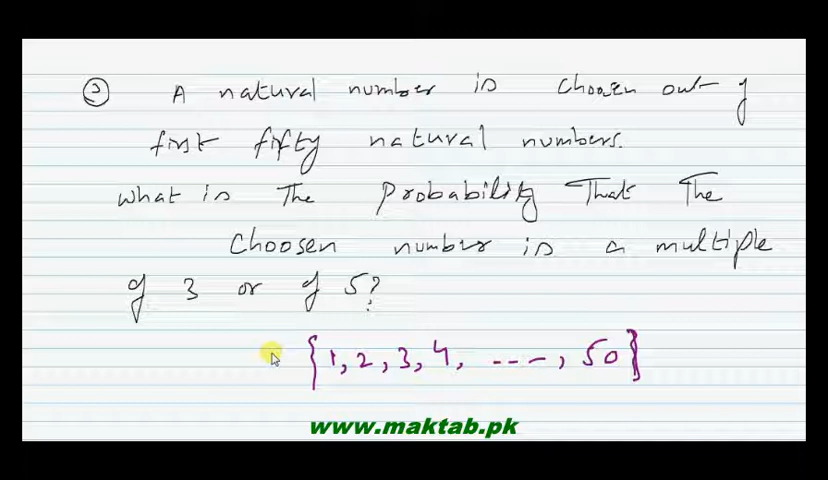 ③ A natural number is choosen out of
first fifty natural numbers.
what is The Probability That The
Choosen number is a multiple
of 3 or of 5?
{1, 2, 3, 4, ----, 50}
www.maktab.pk